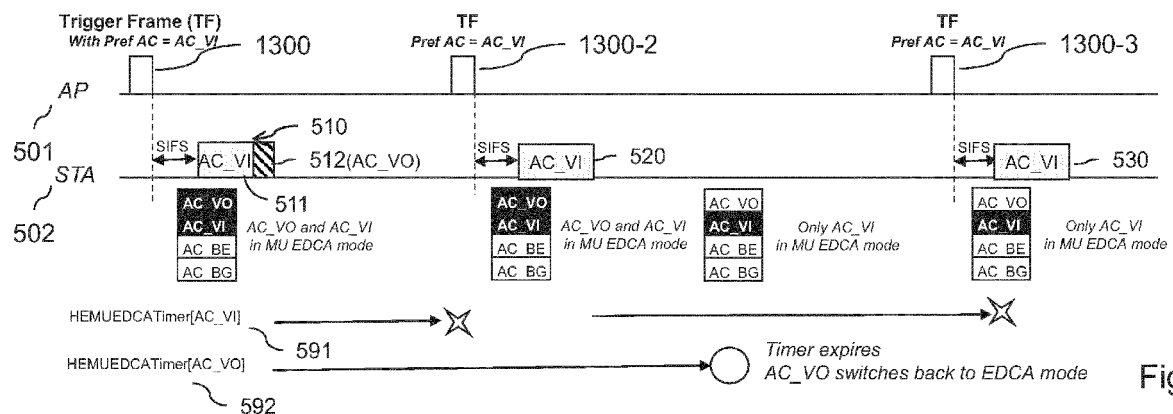 Trigger Frame (TF)
With Pref AC = AC_VI
1300
TF
Pref AC = AC_VI
1300-2
TF
Pref AC = AC_VI
1300-3
AP
501
SIFS
AC_VI
510
512(AC_VO)
511
SIFS
AC_VI
520
SIFS
AC_VI
530
STA
502
AC_VO
AC_VI
AC_BE
AC_BG
AC_VO and AC_VI
in MU EDCA mode
AC_VO
AC_VI
AC_BE
AC_BG
AC_VO and AC_VI
in MU EDCA mode
AC_VO
AC_VI
AC_BE
AC_BG
Only AC_VI
in MU EDCA mode
AC_VO
AC_VI
AC_BE
AC_BG
Only AC_VI
in MU EDCA mode
HEMUEDCATimer[AC_VI]
591
HEMUEDCATimer[AC_VO]
592
Timer expires
AC_VO switches back to EDCA mode
Fig